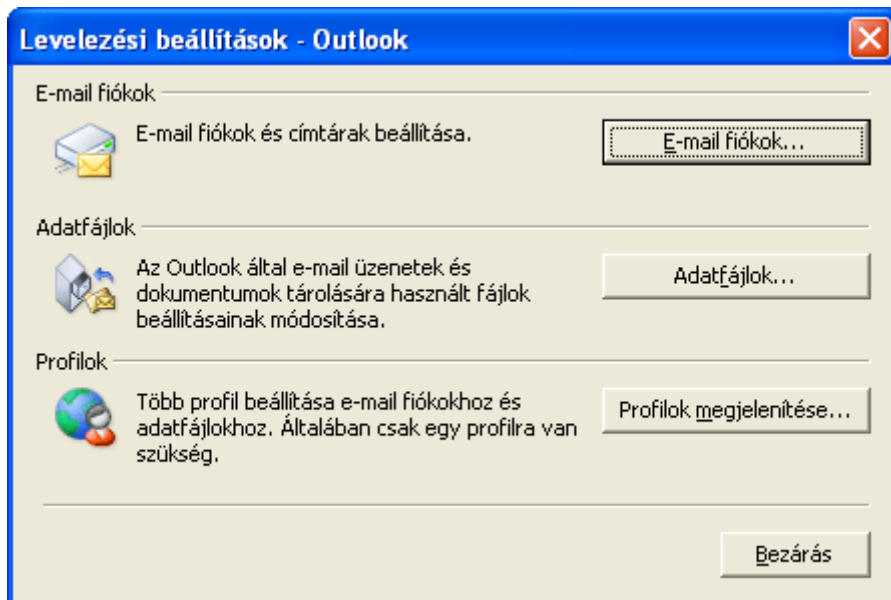 Levelezési beállítások - Outlook
E-mail fiókok
E-mail fiókok és címtárak beállítása.
E-mail fiókok...
Adatfájlok
Az Outlook által e-mail üzenetek és
dokumentumok tárolására használt fájlok
beállításainak módosítása.
Adatfájlok...
Profilok
Több profil beállítása e-mail fiókokhoz és
adatfájlokhoz. Általában csak egy profilra van
szükség.
Profilok megjelenítése...
Bezárás